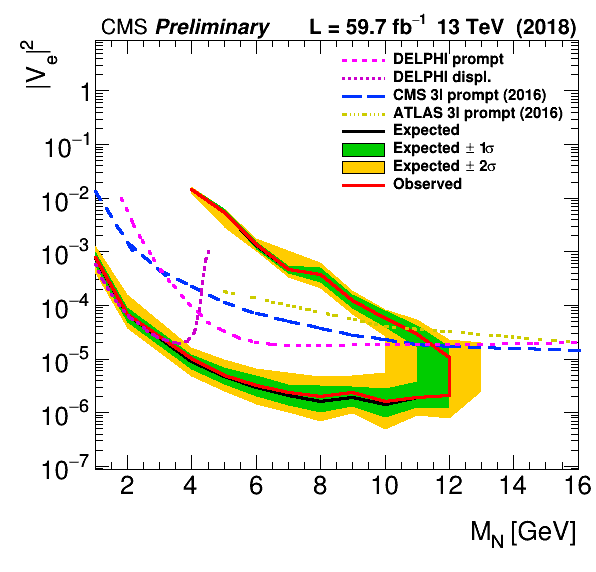 CMS Preliminary L = 59.7 fb⁻¹ 13 TeV (2018)
|V_e|²
DELPHI prompt
DELPHI displ.
CMS 3l prompt (2016)
ATLAS 3l prompt (2016)
Expected
Expected ± 1σ
Expected ± 2σ
Observed
1
10⁻¹
10⁻²
10⁻³
10⁻⁴
10⁻⁵
10⁻⁶
10⁻⁷
2 4 6 8 10 12 14 16
M_N [GeV]